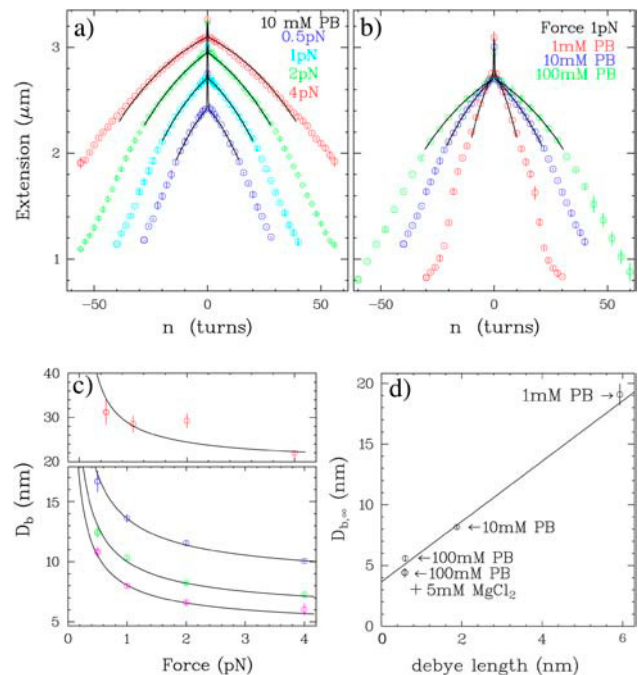 a)
10 mM PB
0.5pN
1pN
2pN
4pN
3
2
1
Extension (μm)
−50
0
50
n (turns)
b)
Force 1pN
1mM PB
10mM PB
100mM PB
−50
0
50
n (turns)
c)
40
30
20
15
10
5
D_b (nm)
0
1
2
3
4
Force (pN)
d)
20
15
10
5
0
D_b,∞ (nm)
1mM PB →
←10mM PB
←100mM PB
←100mM PB
+ 5mM MgCl₂
0
2
4
6
debye length (nm)